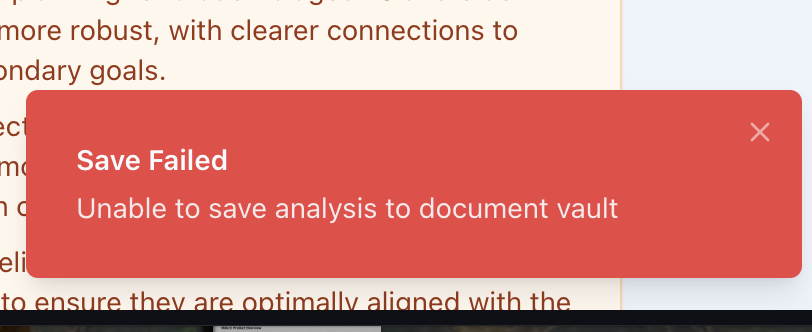 more robust, with clearer connections to
ondary goals.
Save Failed
Unable to save analysis to document vault
to ensure they are optimally aligned with the